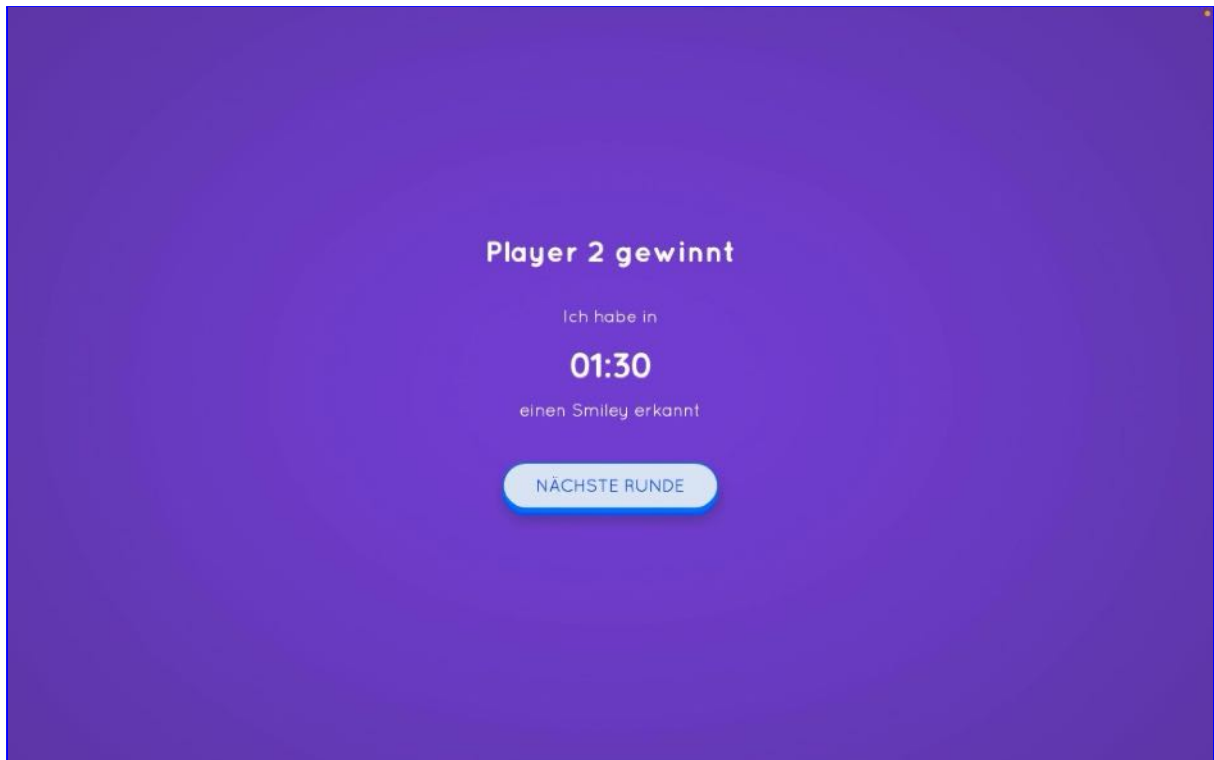 Player 2 gewinnt
Ich habe in
01:30
einen Smiley erkannt
NÄCHSTE RUNDE